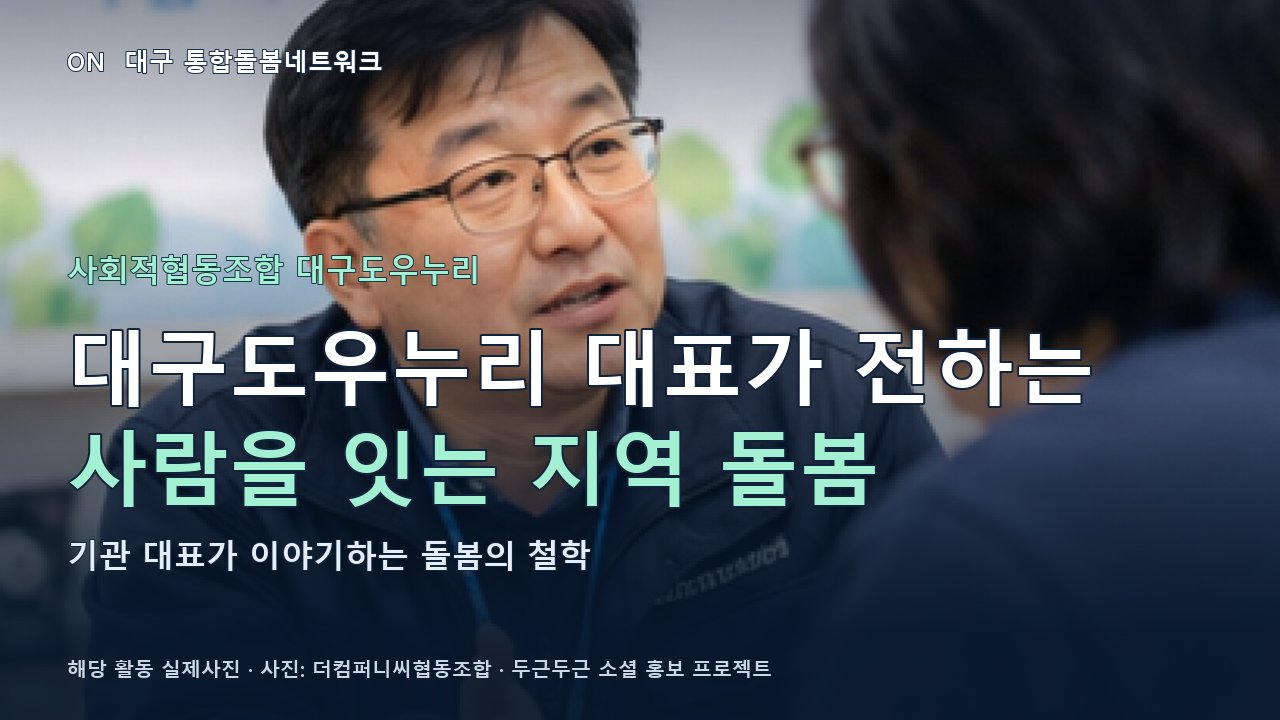 ON 대구 통합돌봄네트워크
사회적협동조합 대구도우누리
대구도우누리 대표가 전하는
사람을 잇는 지역 돌봄
기관 대표가 이야기하는 돌봄의 철학
해당 활동 실제사진 · 사진: 더컴퍼니씨협동조합 · 두근두근 소셜 홍보 프로젝트